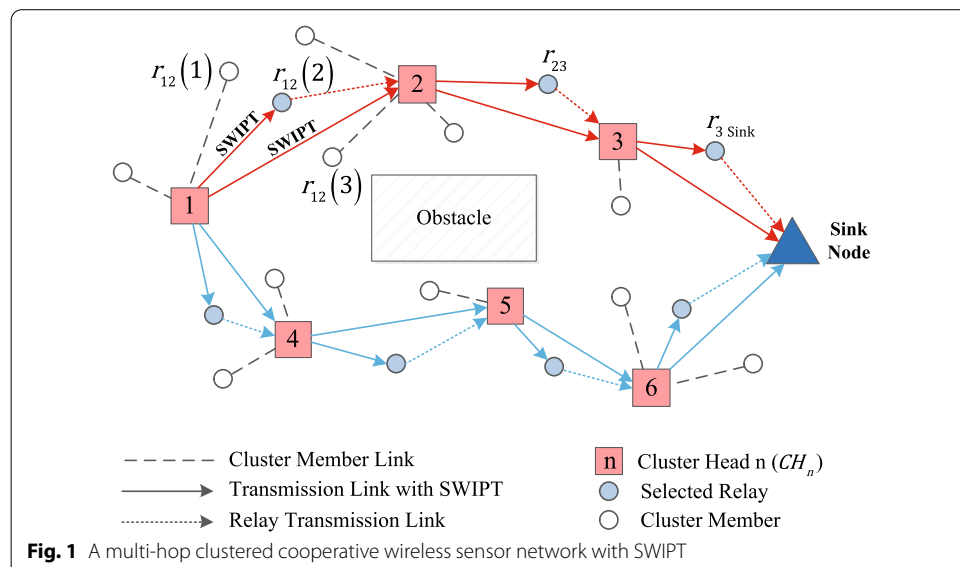 r₁₂(1)
r₁₂(2)
r₂₃
2
SWIPT
SWIPT
3
r₃ Sink
r₁₂(3)
1
Obstacle
Sink
Node
5
4
6
Cluster Member Link
Transmission Link with SWIPT
Relay Transmission Link
n Cluster Head n (CHₙ)
Selected Relay
Cluster Member
Fig. 1 A multi-hop clustered cooperative wireless sensor network with SWIPT